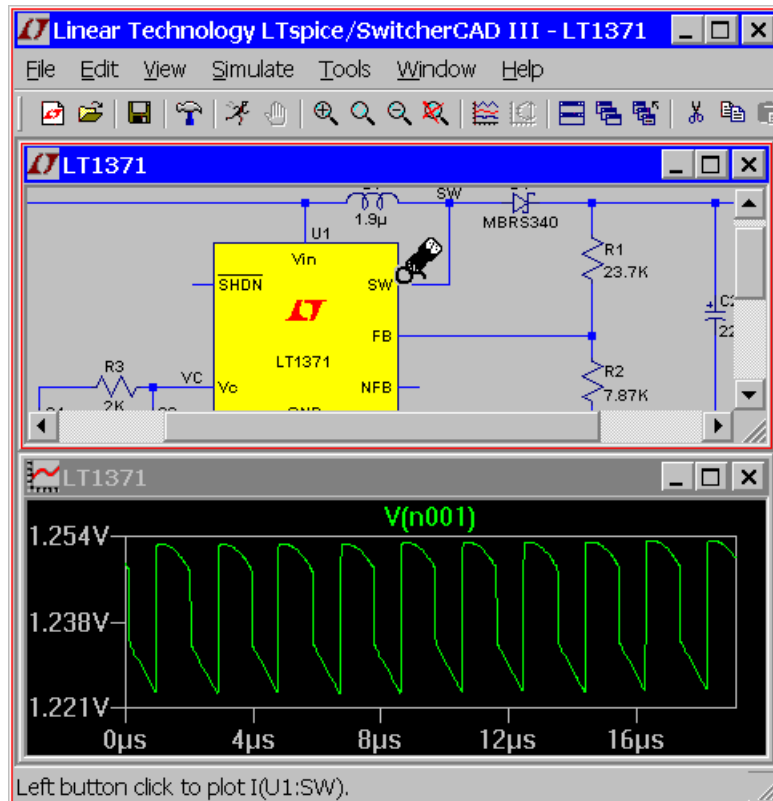 Linear Technology LTspice/SwitcherCAD III - LT1371
File Edit View Simulate Tools Window Help
LT1371
SW
1.9µ
MBRS340
U1
Vin
R1
SHDN
SW
23.7K
FB
LT1371
R3
VC
R2
Vc
NFB
2K
7.87K
LT1371
V(n001)
1.254V
1.238V
1.221V
0µs 4µs 8µs 12µs 16µs
Left button click to plot I(U1:SW).